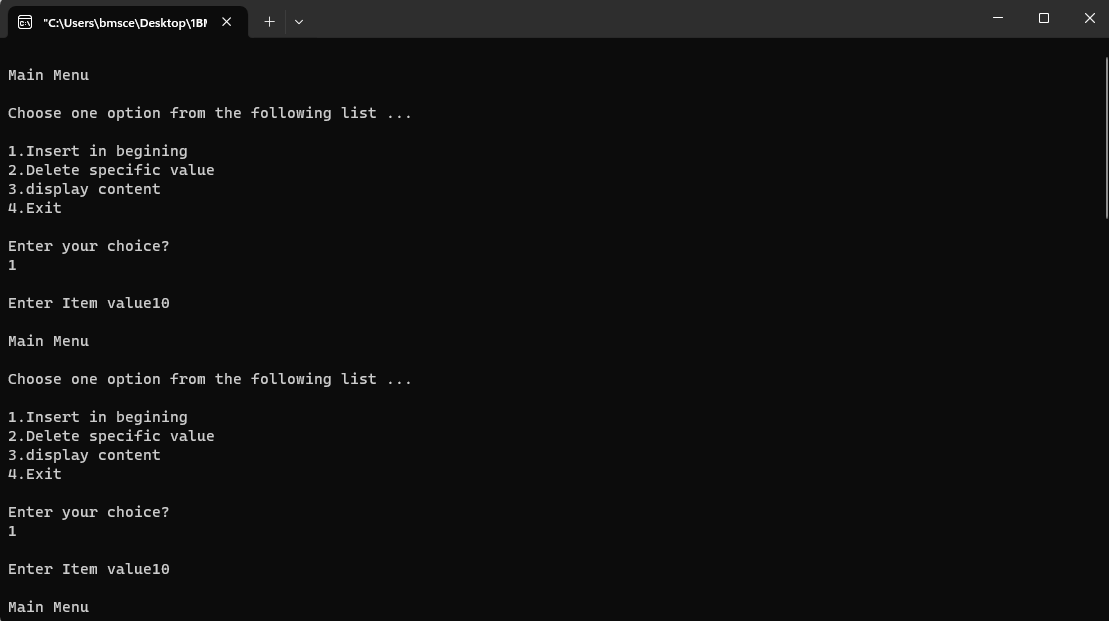 "C:\Users\bmsce\Desktop\1BM
Main Menu
Choose one option from the following list ...
1.Insert in begining
2.Delete specific value
3.display content
4.Exit
Enter your choice?
1
Enter Item value10
Main Menu
Choose one option from the following list ...
1.Insert in begining
2.Delete specific value
3.display content
4.Exit
Enter your choice?
1
Enter Item value10
Main Menu